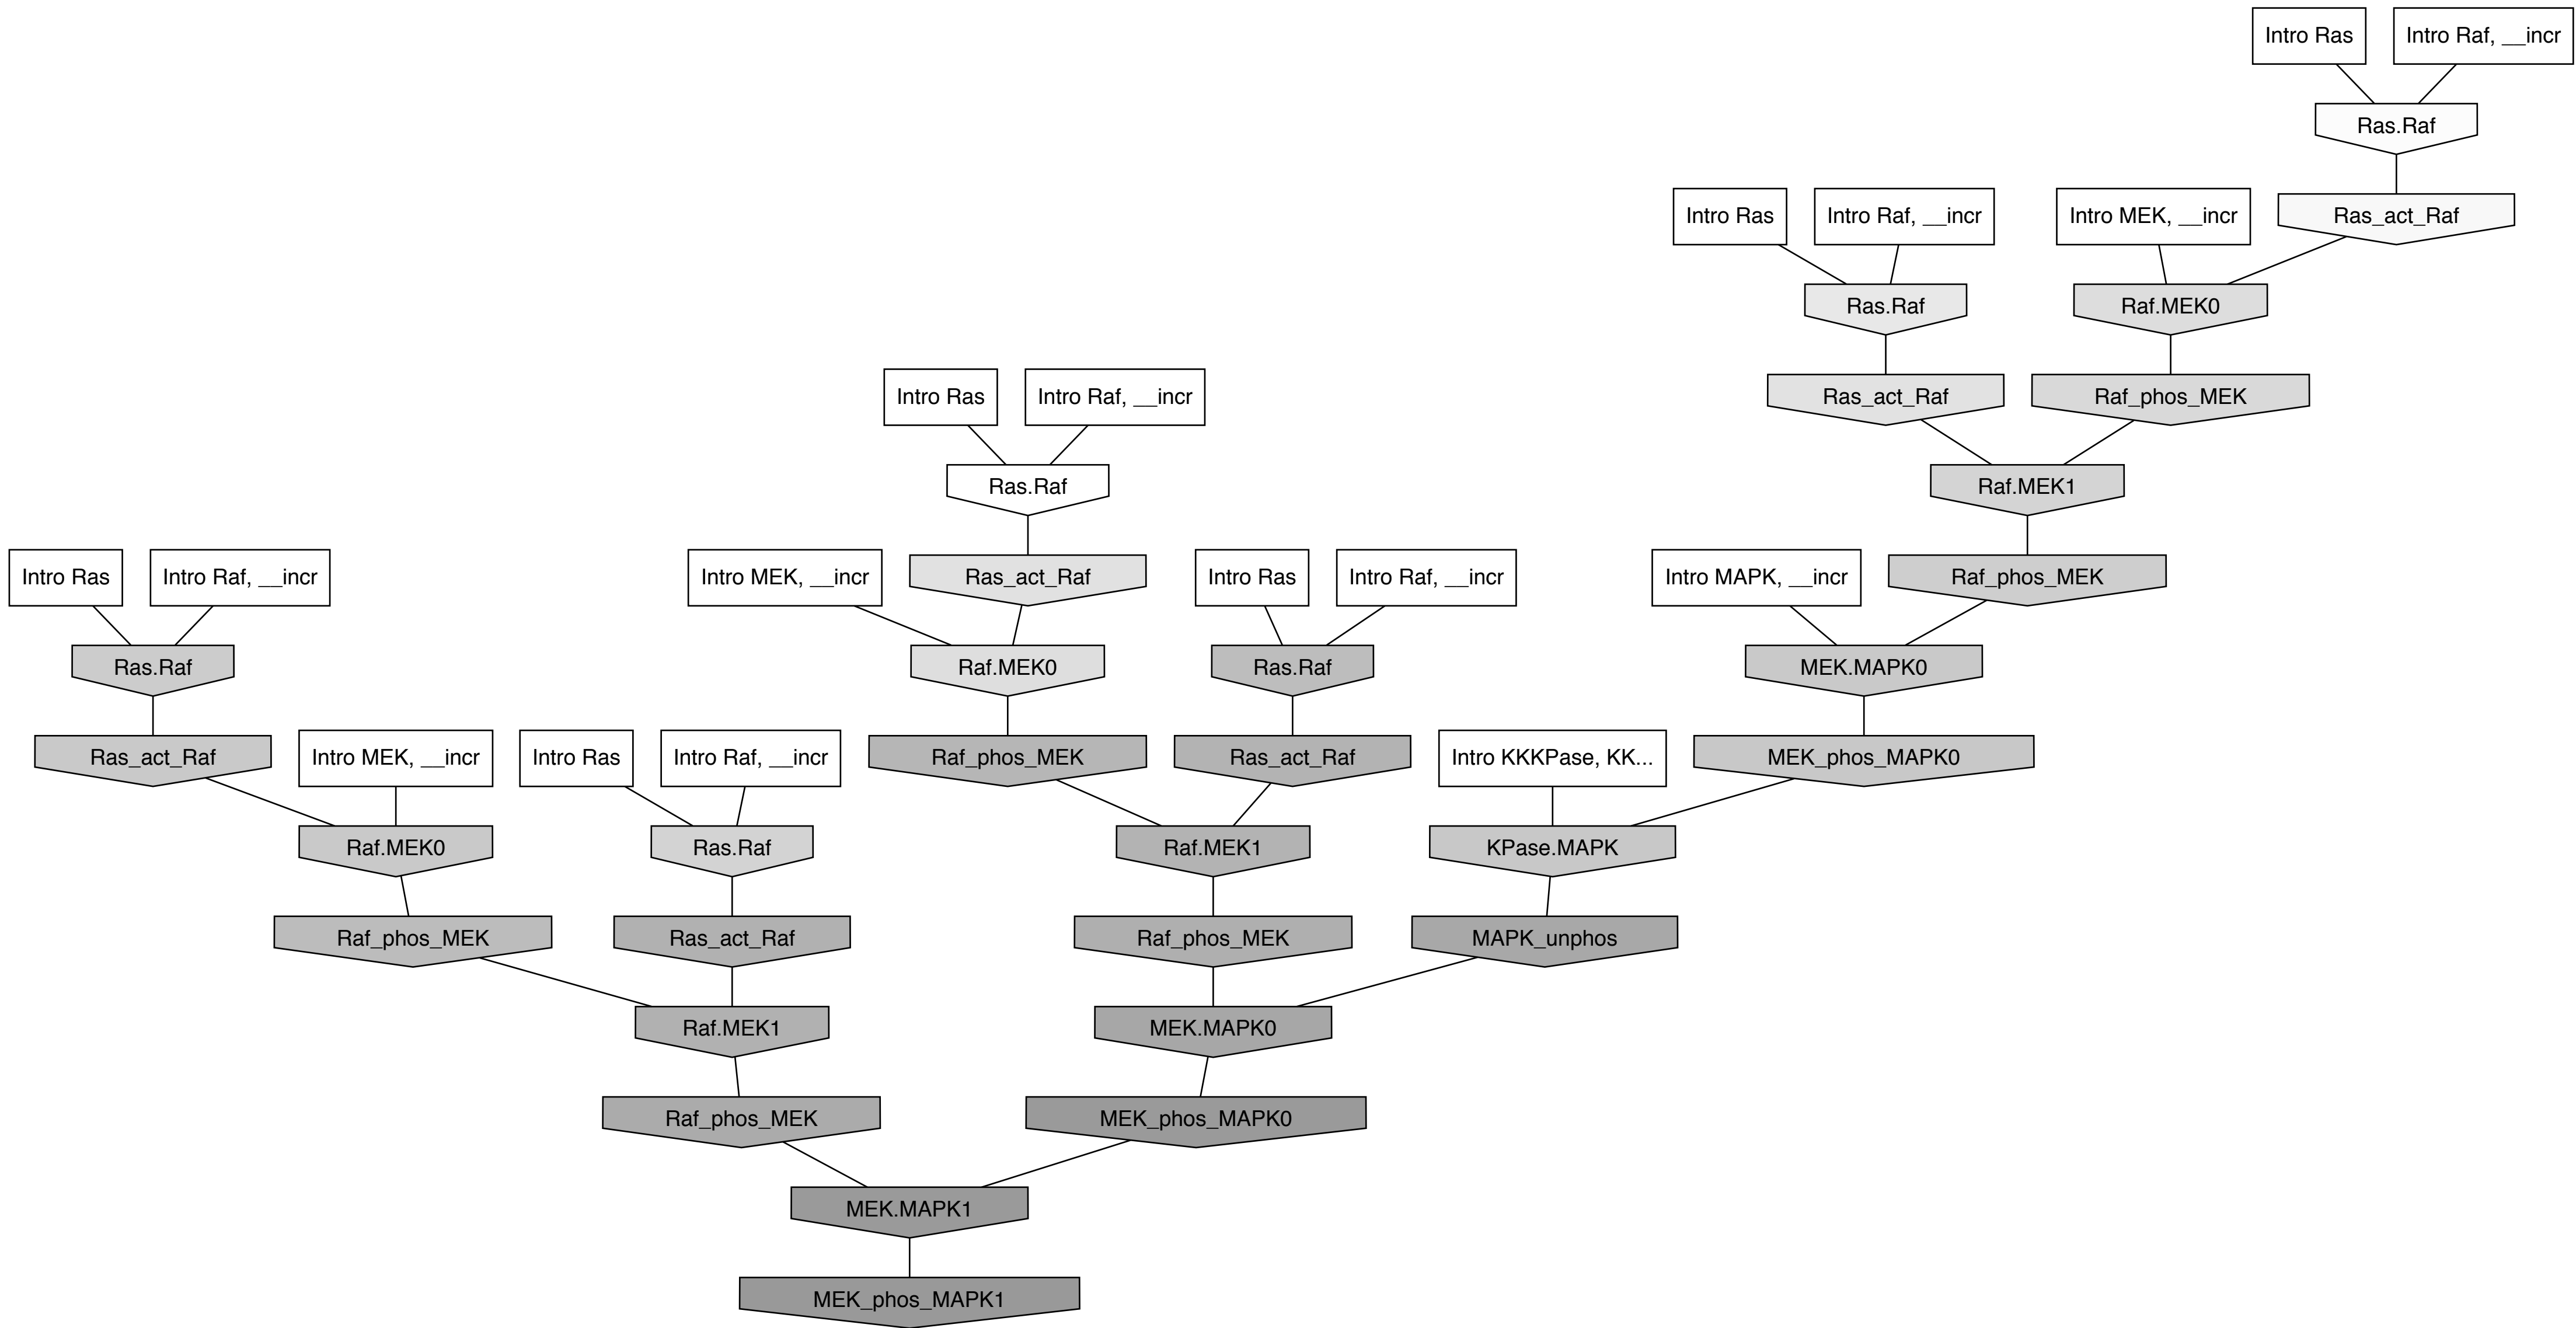 Intro Ras
Intro Raf, __incr
Ras.Raf
Intro Ras
Intro Raf, __incr
Intro MEK, __incr
Ras_act_Raf
Ras.Raf
Raf.MEK0
Intro Ras
Intro Raf, __incr
Ras_act_Raf
Raf_phos_MEK
Ras.Raf
Raf.MEK1
Intro Ras
Intro Raf, __incr
Intro MEK, __incr
Ras_act_Raf
Intro Ras
Intro Raf, __incr
Intro MAPK, __incr
Raf_phos_MEK
Ras.Raf
Raf.MEK0
Ras.Raf
MEK.MAPK0
Ras_act_Raf
Intro MEK, __incr
Intro Ras
Intro Raf, __incr
Raf_phos_MEK
Ras_act_Raf
Intro KKKPase, KK...
MEK_phos_MAPK0
Raf.MEK0
Ras.Raf
Raf.MEK1
KPase.MAPK
Raf_phos_MEK
Ras_act_Raf
Raf_phos_MEK
MAPK_unphos
Raf.MEK1
MEK.MAPK0
Raf_phos_MEK
MEK_phos_MAPK0
MEK.MAPK1
MEK_phos_MAPK1